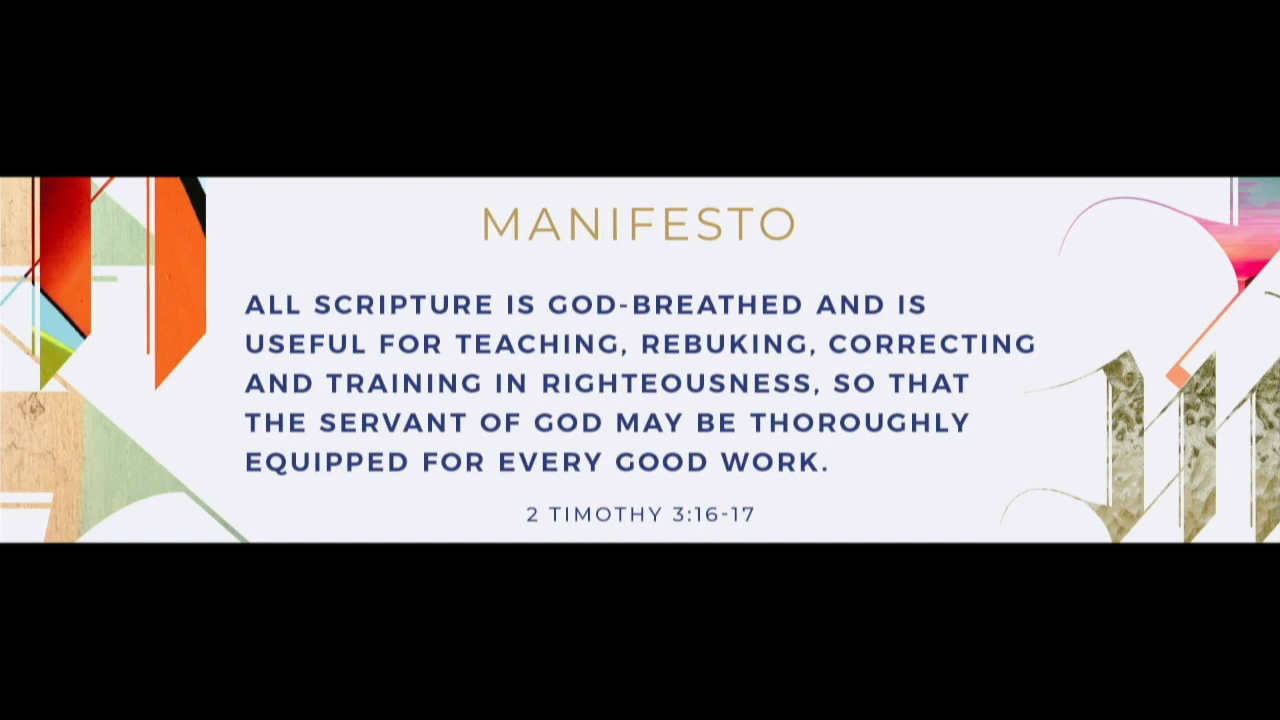 MANIFESTO
ALL SCRIPTURE IS GOD-BREATHED AND IS
USEFUL FOR TEACHING, REBUKING, CORRECTING
AND TRAINING IN RIGHTEOUSNESS, SO THAT
THE SERVANT OF GOD MAY BE THOROUGHLY
EQUIPPED FOR EVERY GOOD WORK.
2 TIMOTHY 3:16-17